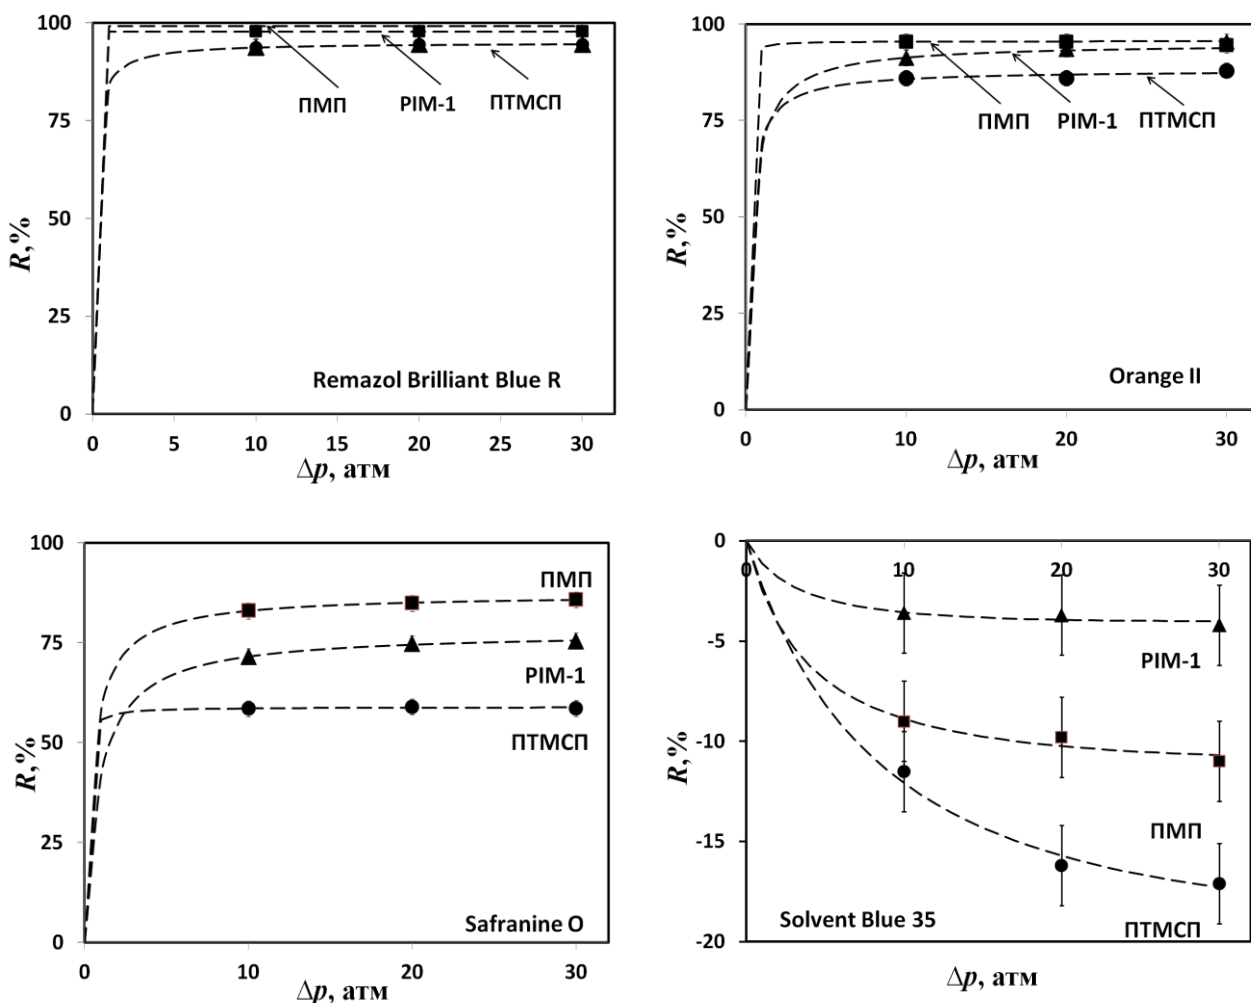 100
75
50
25
0
R,%
ПМП
PIM-1
ПТМСП
Remazol Brilliant Blue R
0 5 10 15 20 25 30
Δp, атм
100
75
50
25
0
R,%
ПМП
PIM-1
ПТМСП
Orange II
0 10 20 30
Δp, атм
100
75
50
25
0
R,%
ПМП
PIM-1
ПТМСП
Safranine O
0 10 20 30
Δp, атм
0
-5
-10
-15
-20
R,%
0 10 20 30
PIM-1
ПМП
ПТМСП
Solvent Blue 35
Δp, атм